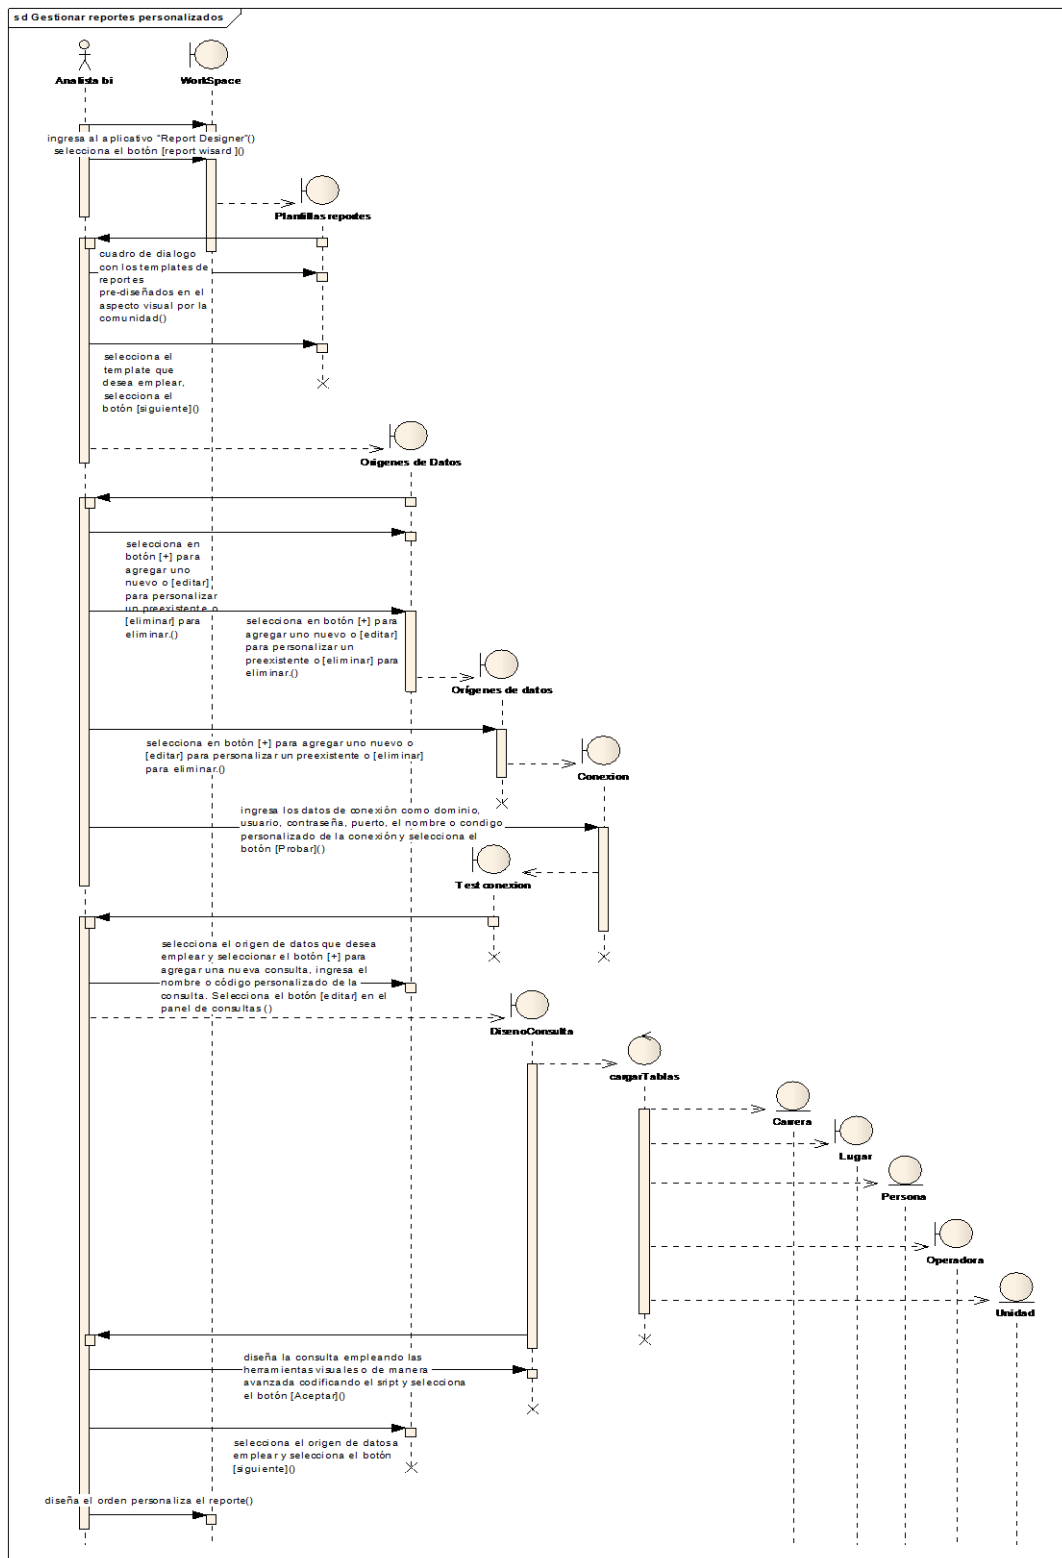 sd Gestionar reportes personalizados
Analista bi
WorkSpace
ingresa al aplicativo "Report Designer"()
selecciona el botón [report wisard ]()
Plantillas reportes
cuadro de dialogo
con los templates de
reportes
pre-diseñados en el
aspecto visual por la
comunidad()
selecciona el
template que
desea emplear,
selecciona el
botón [siguiente]()
Origenes de Datos
selecciona en
botón [+] para
agregar uno
nuevo o [editar]
para personalizar
un preexistente o
[eliminar] para
eliminar.()
selecciona en botón [+] para
agregar uno nuevo o [editar]
para personalizar un
preexistente o [eliminar] para
eliminar.()
Orígenes de datos
selecciona en botón [+] para agregar uno nuevo o
[editar] para personalizar un preexistente o [eliminar]
para eliminar.()
Conexion
ingresa los datos de conexión como dominio,
usuario, contraseña, puerto, el nombre o condigo
personalizado de la conexión y selecciona el
botón [Probar]()
Test conexion
selecciona el origen de datos que desea
emplear y seleccionar el botón [+] para
agregar una nueva consulta, ingresa el
nombre o código personalizado de la
consulta. Selecciona el botón [editar] en el
panel de consultas ()
DisenoConsulta
cargarTablas
Carrera
Lugar
Persona
Operadora
Unidad
diseña la consulta empleando las
herramientas visuales o de manera
avanzada codificando el sript y selecciona
el botón [Aceptar]()
selecciona el origen de datos a
emplear y selecciona el botón
[siguiente]()
diseña el orden personaliza el reporte()